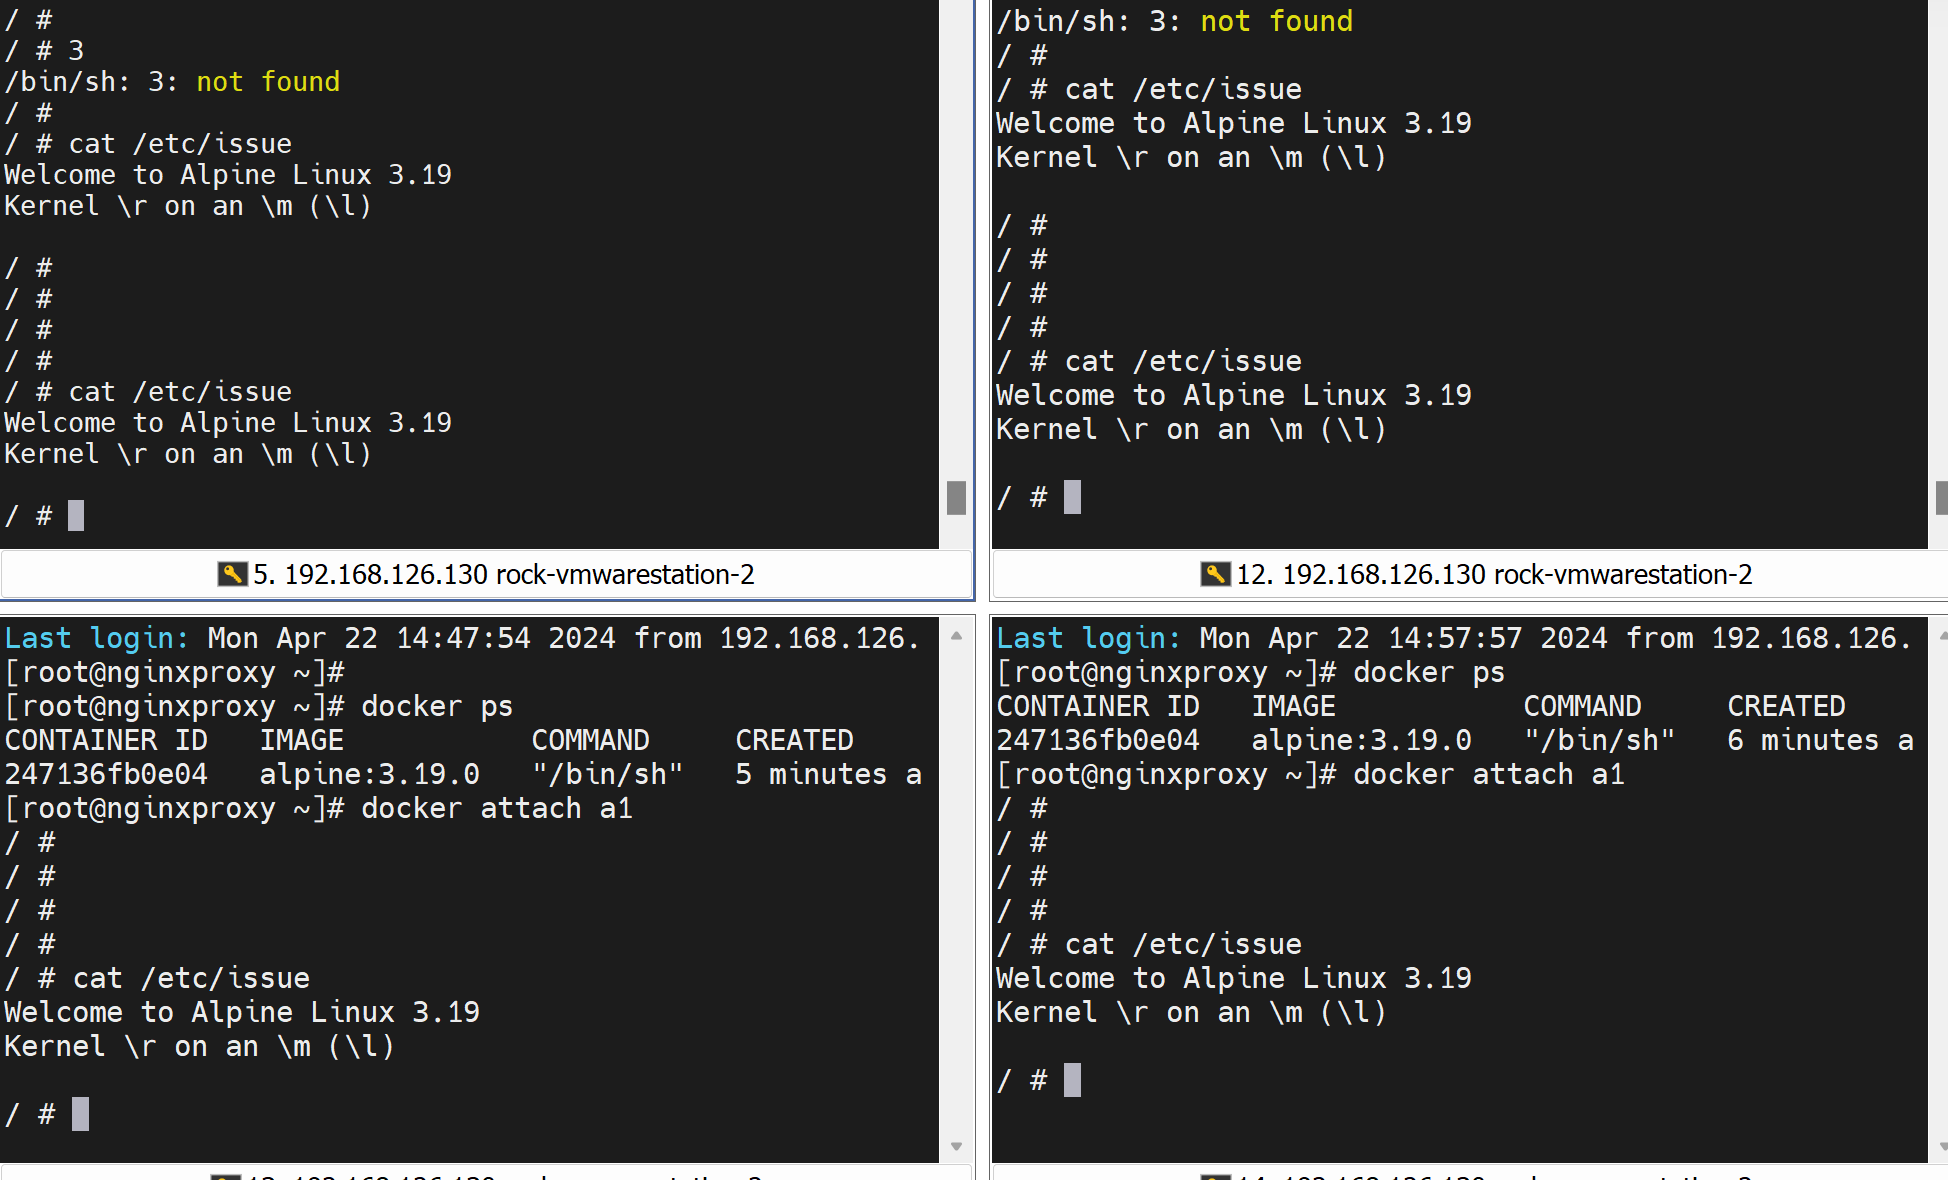 / #
/ # 3
/bin/sh: 3: not found
/ #
/ # cat /etc/issue
Welcome to Alpine Linux 3.19
Kernel \r on an \m (\l)
/ #
/ #
/ #
/ #
/ # cat /etc/issue
Welcome to Alpine Linux 3.19
Kernel \r on an \m (\l)
/ #
5. 192.168.126.130 rock-vmwarestation-2
/bin/sh: 3: not found
/ #
/ # cat /etc/issue
Welcome to Alpine Linux 3.19
Kernel \r on an \m (\l)
/ #
/ #
/ #
/ #
/ # cat /etc/issue
Welcome to Alpine Linux 3.19
Kernel \r on an \m (\l)
/ #
12. 192.168.126.130 rock-vmwarestation-2
Last login: Mon Apr 22 14:47:54 2024 from 192.168.126.
[root@nginxproxy ~]#
[root@nginxproxy ~]# docker ps
CONTAINER ID   IMAGE           COMMAND     CREATED
247136fb0e04   alpine:3.19.0   "/bin/sh"   5 minutes a
[root@nginxproxy ~]# docker attach a1
/ #
/ #
/ #
/ #
/ # cat /etc/issue
Welcome to Alpine Linux 3.19
Kernel \r on an \m (\l)
/ #
Last login: Mon Apr 22 14:57:57 2024 from 192.168.126.
[root@nginxproxy ~]# docker ps
CONTAINER ID   IMAGE           COMMAND     CREATED
247136fb0e04   alpine:3.19.0   "/bin/sh"   6 minutes a
[root@nginxproxy ~]# docker attach a1
/ #
/ #
/ #
/ #
/ # cat /etc/issue
Welcome to Alpine Linux 3.19
Kernel \r on an \m (\l)
/ #